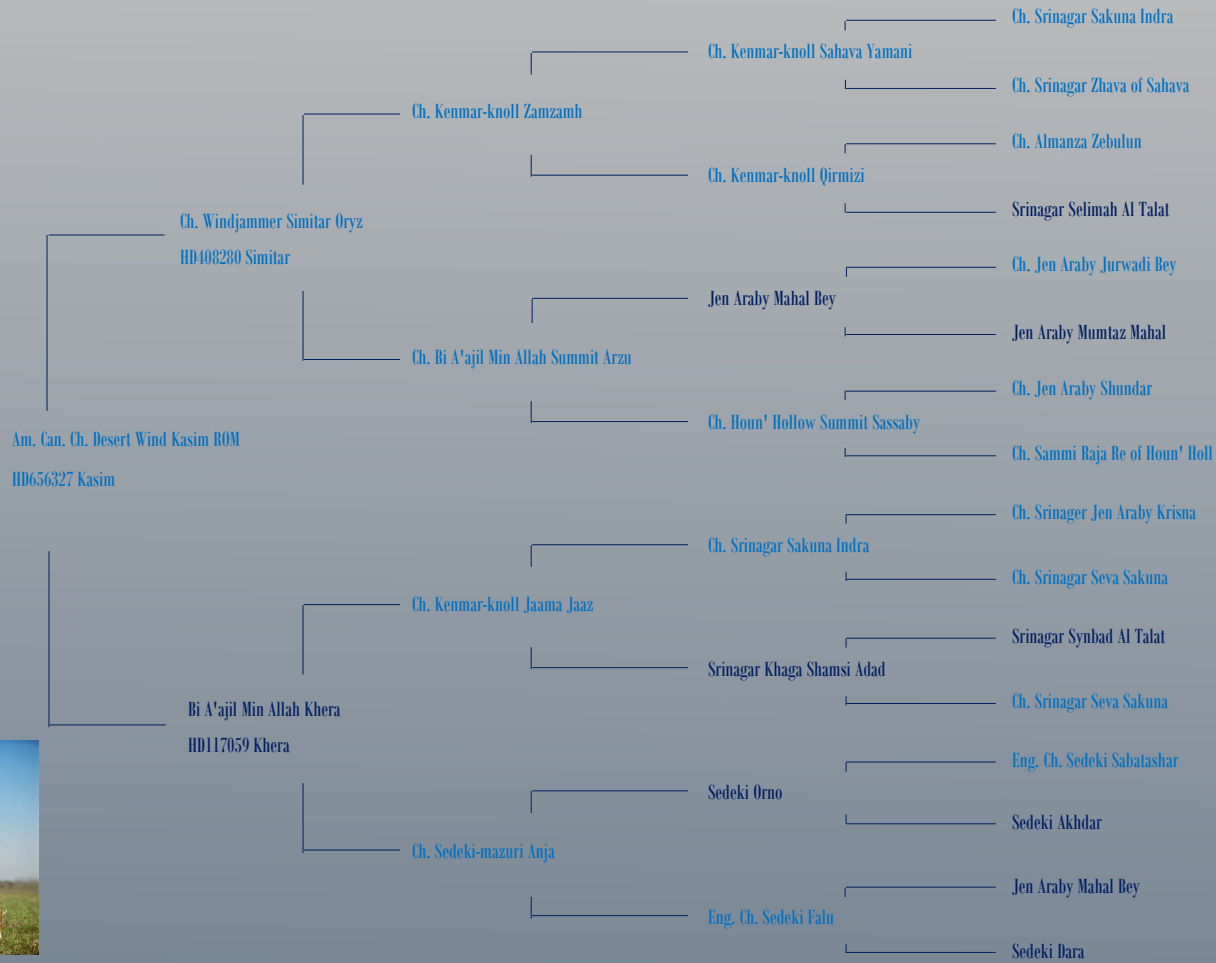 Am. Can. Ch. Desert Wind Kasim ROM
HD656327 Kasim
Ch. Windjammer Simitar Oryz
HD408280 Simitar
Bi A'ajil Min Allah Khera
HD117059 Khera
Ch. Kenmar-knoll Zamzamh
Ch. Bi A'ajil Min Allah Summit Arzu
Ch. Kenmar-knoll Jaama Jaaz
Ch. Sedeki-mazuri Anja
Ch. Kenmar-knoll Sahava Yamani
Ch. Kenmar-knoll Qirmizi
Jen Araby Mahal Bey
Ch. Houn' Hollow Summit Sassaby
Ch. Srinagar Sakuna Indra
Srinagar Khaga Shamsi Adad
Sedeki Orno
Eng. Ch. Sedeki Falu
Ch. Srinagar Sakuna Indra
Ch. Srinagar Zhava of Sahava
Ch. Almanza Zebulun
Srinagar Selimah Al Talat
Ch. Jen Araby Jurwadi Bey
Jen Araby Mumtaz Mahal
Ch. Jen Araby Shundar
Ch. Sammi Raja Re of Houn' Holl
Ch. Srinager Jen Araby Krisna
Ch. Srinagar Seva Sakuna
Srinagar Synbad Al Talat
Ch. Srinagar Seva Sakuna
Eng. Ch. Sedeki Sabatashar
Sedeki Akhdar
Jen Araby Mahal Bey
Sedeki Dara